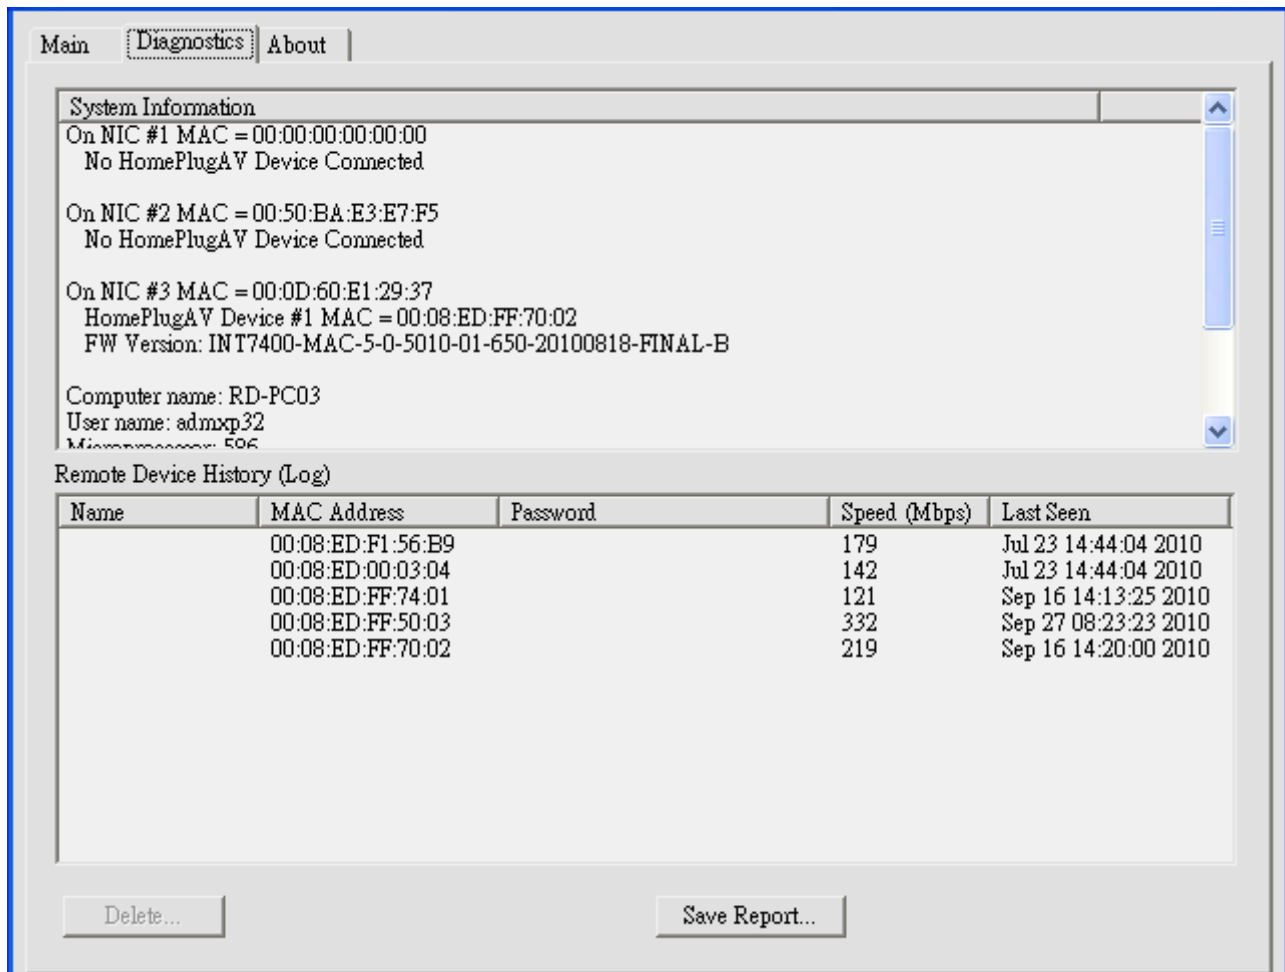 Main Diagnostics About
System Information
On NIC #1 MAC = 00:00:00:00:00:00
No HomePlugAV Device Connected
On NIC #2 MAC = 00:50:BA:E3:E7:F5
No HomePlugAV Device Connected
On NIC #3 MAC = 00:0D:60:E1:29:37
HomePlugAV Device #1 MAC = 00:08:ED:FF:70:02
FW Version: INT7400-MAC-5-0-5010-01-650-20100818-FINAL-B
Computer name: RD-PC03
User name: admxp32
Microprocessor: 586
Remote Device History (Log)
Name MAC Address Password Speed (Mbps) Last Seen
00:08:ED:F1:56:B9 179 Jul 23 14:44:04 2010
00:08:ED:00:03:04 142 Jul 23 14:44:04 2010
00:08:ED:FF:74:01 121 Sep 16 14:13:25 2010
00:08:ED:FF:50:03 332 Sep 27 08:23:23 2010
00:08:ED:FF:70:02 219 Sep 16 14:20:00 2010
Delete... Save Report...